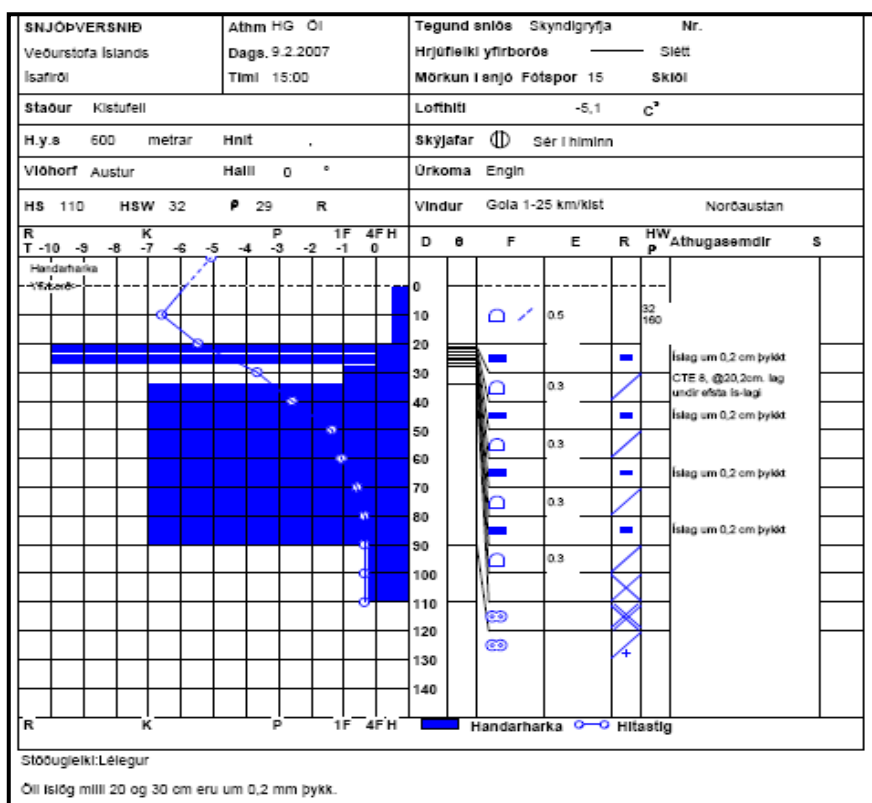 SNJÓÞVERSNIÐ Athm HG Öl Tegund sniðs Skyndigryfja Nr.
Veðurstofa Íslands Dags. 9.2.2007 Hrjúfleiki yfirborðs Slétt
Ísafirði Tími 15:00 Mörkun í snjó Fótspor 15 Skíði
Staður Kistufell Lofthiti -5,1 C°
H.y.s 600 metrar Hnit , Skýjafar Sér í himinn
Viðhorf Austur Halli 0 ° Úrkoma Engin
HS 110 HSW 32 ρ 29 R Vindur Gola 1-25 km/klst Norðaustan
R K P 1F 4F H D θ F E R HW ρ Athugasemdir S
T -10 -9 -8 -7 -6 -5 -4 -3 -2 -1 0
Handarharka
Yfirborð
0
10 0.5 32 160
20
Íslag um 0,2 cm þykkt
30
0.3 CTE 8, @20,2cm. lag
undir efsta ís-lagi
40
Íslag um 0,2 cm þykkt
50
0.3
60
Íslag um 0,2 cm þykkt
70
0.3
80
Íslag um 0,2 cm þykkt
90
0.3
100
110
120
130
140
R K P 1F 4F H Handarharka Hitastig
Stöðugleiki:Lélegur
Öll íslög milli 20 og 30 cm eru um 0,2 mm þykk.